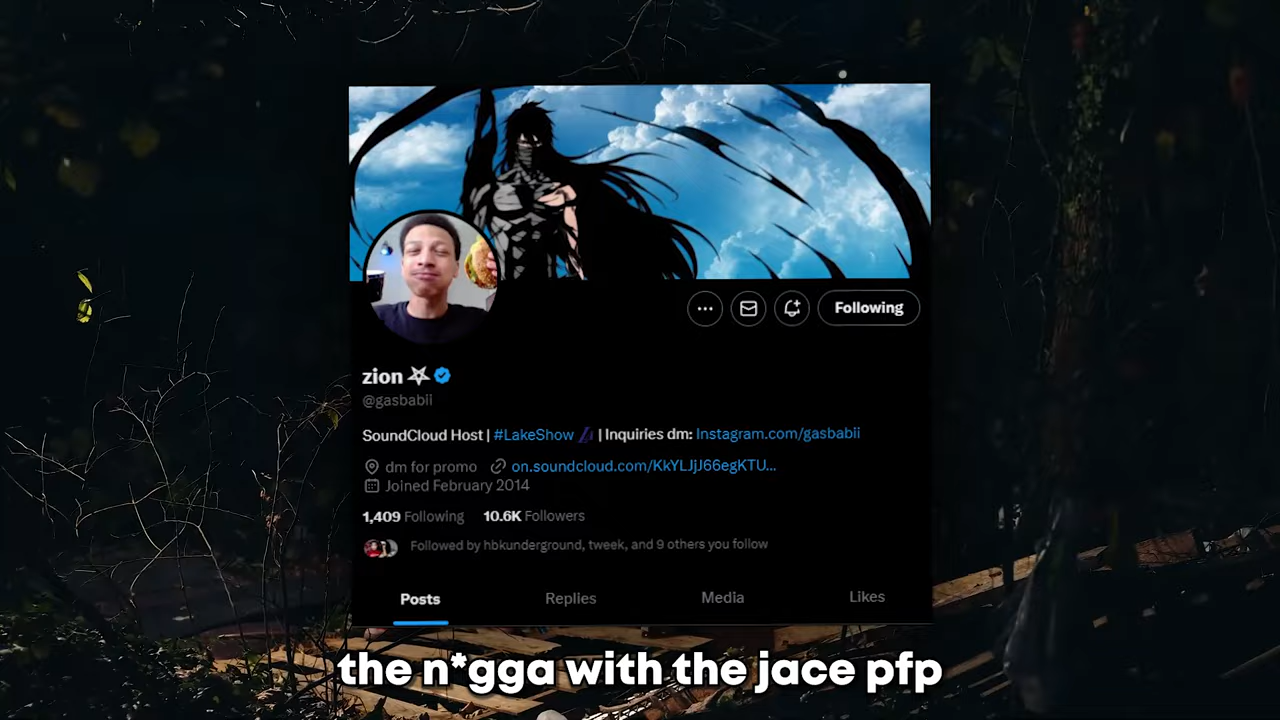 Following
zion
@gasbabii
SoundCloud Host | #LakeShow | Inquiries dm: Instagram.com/gasbabii
dm for promo on.soundcloud.com/KkYLJjJ66egKTU...
Joined February 2014
1,409 Following 10.6K Followers
Followed by hbkunderground, tweek, and 9 others you follow
Posts Replies Media Likes
the n*gga with the jace pfp